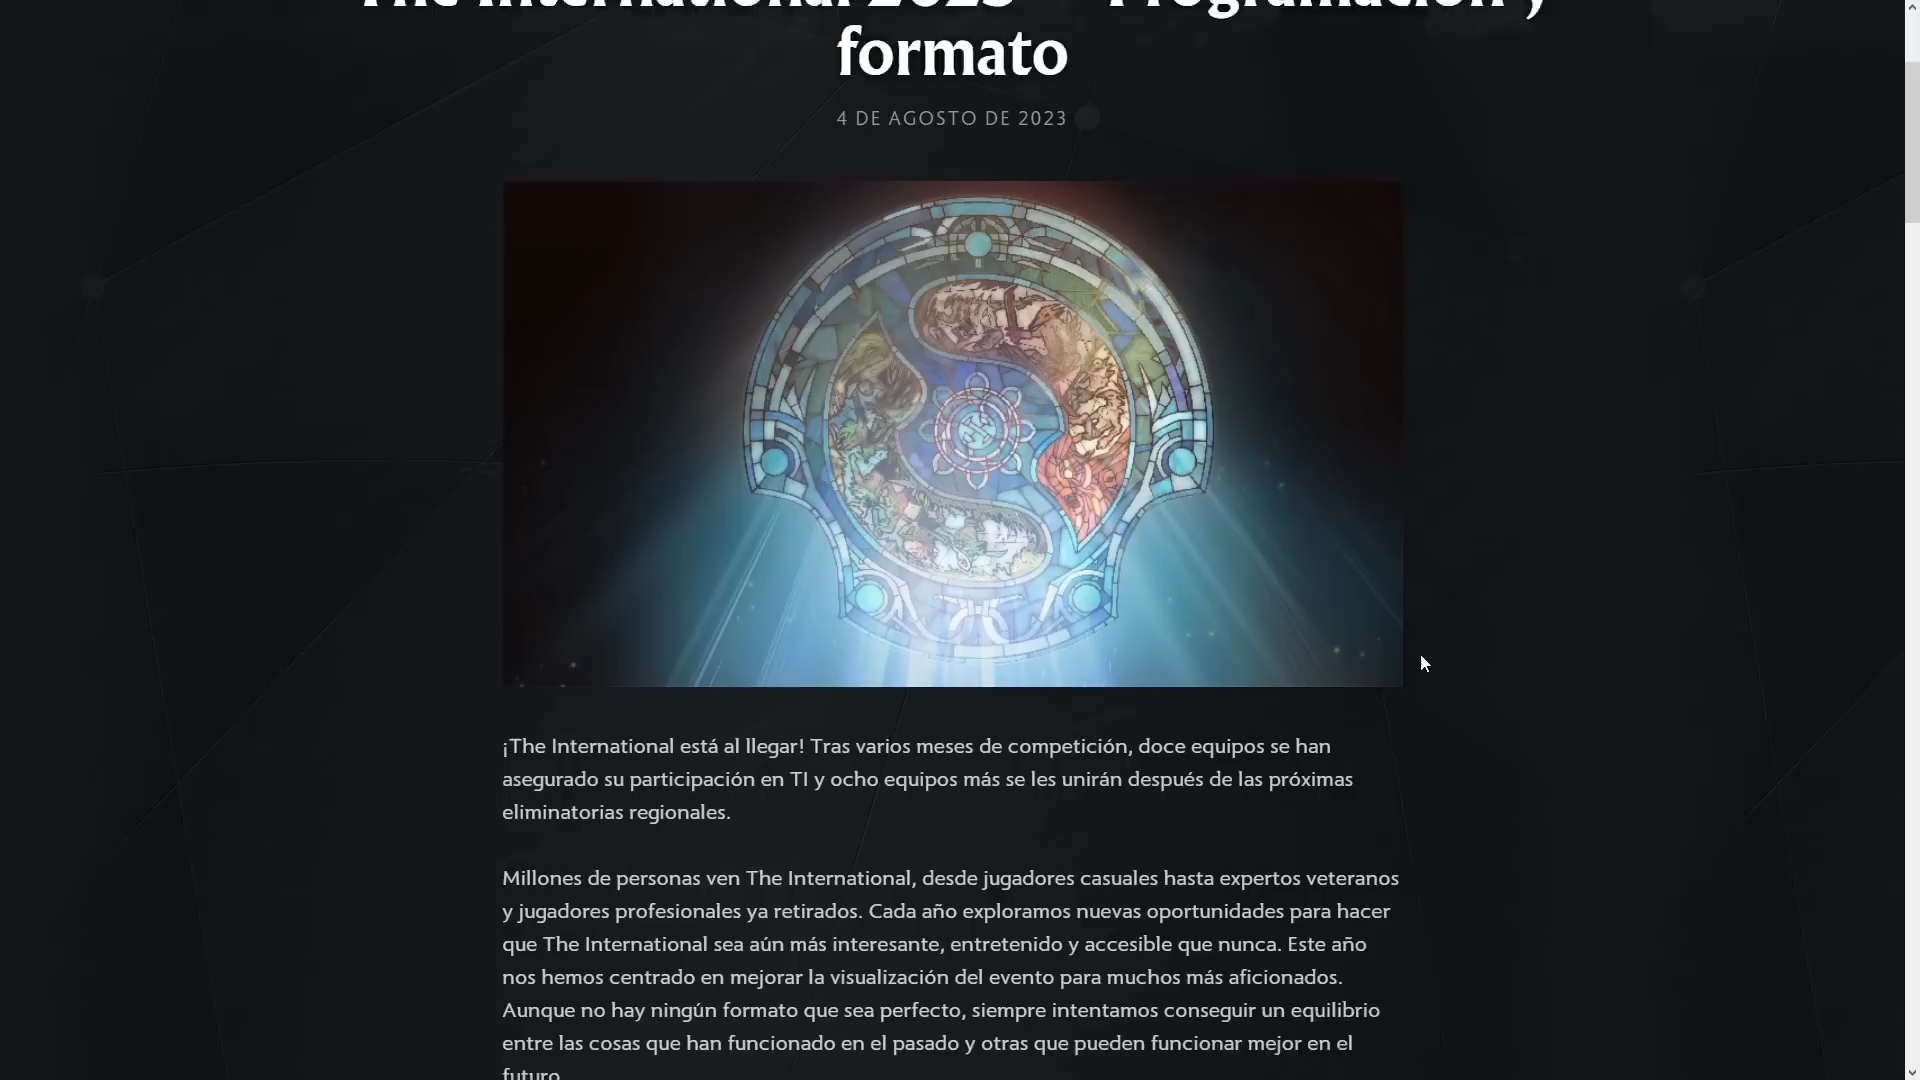 The International 2023 — Programación y
formato
4 DE AGOSTO DE 2023
¡The International está al llegar! Tras varios meses de competición, doce equipos se han
asegurado su participación en TI y ocho equipos más se les unirán después de las próximas
eliminatorias regionales.
Millones de personas ven The International, desde jugadores casuales hasta expertos veteranos
y jugadores profesionales ya retirados. Cada año exploramos nuevas oportunidades para hacer
que The International sea aún más interesante, entretenido y accesible que nunca. Este año
nos hemos centrado en mejorar la visualización del evento para muchos más aficionados.
Aunque no hay ningún formato que sea perfecto, siempre intentamos conseguir un equilibrio
entre las cosas que han funcionado en el pasado y otras que pueden funcionar mejor en el
futuro.